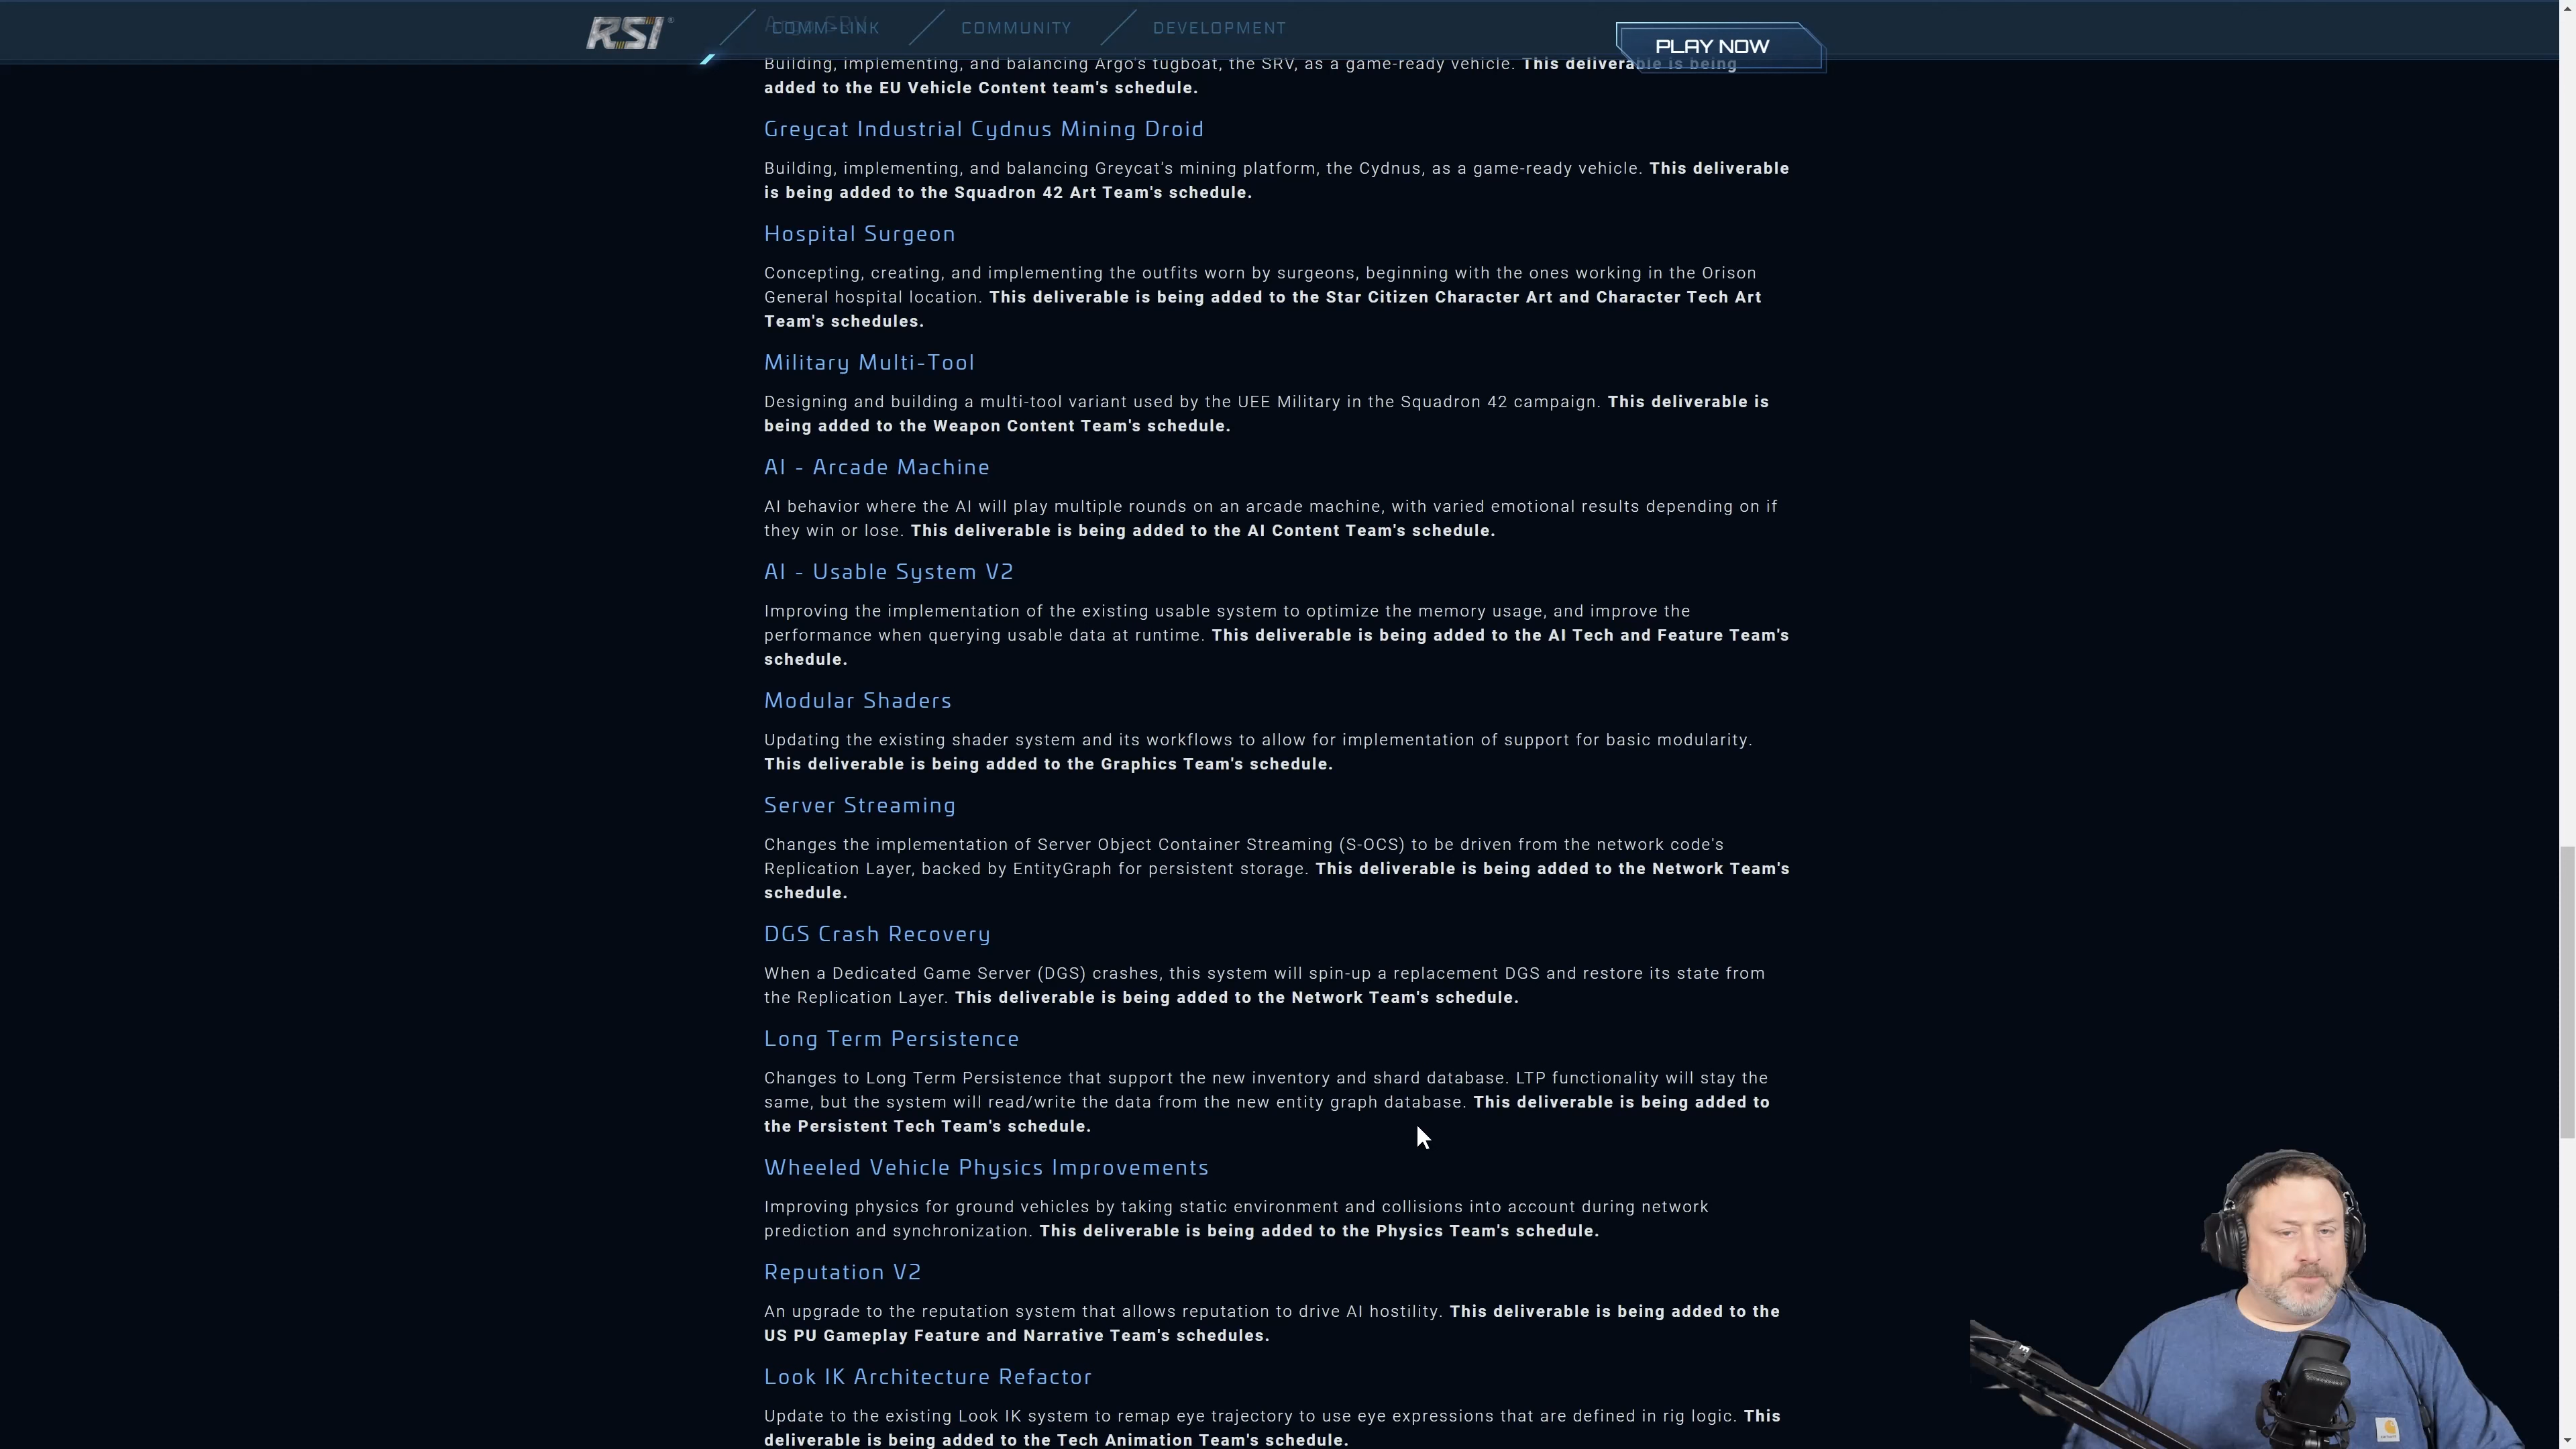 RSI
COMM-LINK
COMMUNITY
DEVELOPMENT
PLAY NOW
Building, implementing, and balancing Argo's tugboat, the SRV, as a game-ready vehicle. This deliverable is being
added to the EU Vehicle Content team's schedule.
Greycat Industrial Cydnus Mining Droid
Building, implementing, and balancing Greycat's mining platform, the Cydnus, as a game-ready vehicle. This deliverable
is being added to the Squadron 42 Art Team's schedule.
Hospital Surgeon
Concepting, creating, and implementing the outfits worn by surgeons, beginning with the ones working in the Orison
General hospital location. This deliverable is being added to the Star Citizen Character Art and Character Tech Art
Team's schedules.
Military Multi-Tool
Designing and building a multi-tool variant used by the UEE Military in the Squadron 42 campaign. This deliverable is
being added to the Weapon Content Team's schedule.
AI - Arcade Machine
AI behavior where the AI will play multiple rounds on an arcade machine, with varied emotional results depending on if
they win or lose. This deliverable is being added to the AI Content Team's schedule.
AI - Usable System V2
Improving the implementation of the existing usable system to optimize the memory usage, and improve the
performance when querying usable data at runtime. This deliverable is being added to the AI Tech and Feature Team's
schedule.
Modular Shaders
Updating the existing shader system and its workflows to allow for implementation of support for basic modularity.
This deliverable is being added to the Graphics Team's schedule.
Server Streaming
Changes the implementation of Server Object Container Streaming (S-OCS) to be driven from the network code's
Replication Layer, backed by EntityGraph for persistent storage. This deliverable is being added to the Network Team's
schedule.
DGS Crash Recovery
When a Dedicated Game Server (DGS) crashes, this system will spin-up a replacement DGS and restore its state from
the Replication Layer. This deliverable is being added to the Network Team's schedule.
Long Term Persistence
Changes to Long Term Persistence that support the new inventory and shard database. LTP functionality will stay the
same, but the system will read/write the data from the new entity graph database. This deliverable is being added to
the Persistent Tech Team's schedule.
Wheeled Vehicle Physics Improvements
Improving physics for ground vehicles by taking static environment and collisions into account during network
prediction and synchronization. This deliverable is being added to the Physics Team's schedule.
Reputation V2
An upgrade to the reputation system that allows reputation to drive AI hostility. This deliverable is being added to the
US PU Gameplay Feature and Narrative Team's schedules.
Look IK Architecture Refactor
Update to the existing Look IK system to remap eye trajectory to use eye expressions that are defined in rig logic. This
deliverable is being added to the Tech Animation Team's schedule.